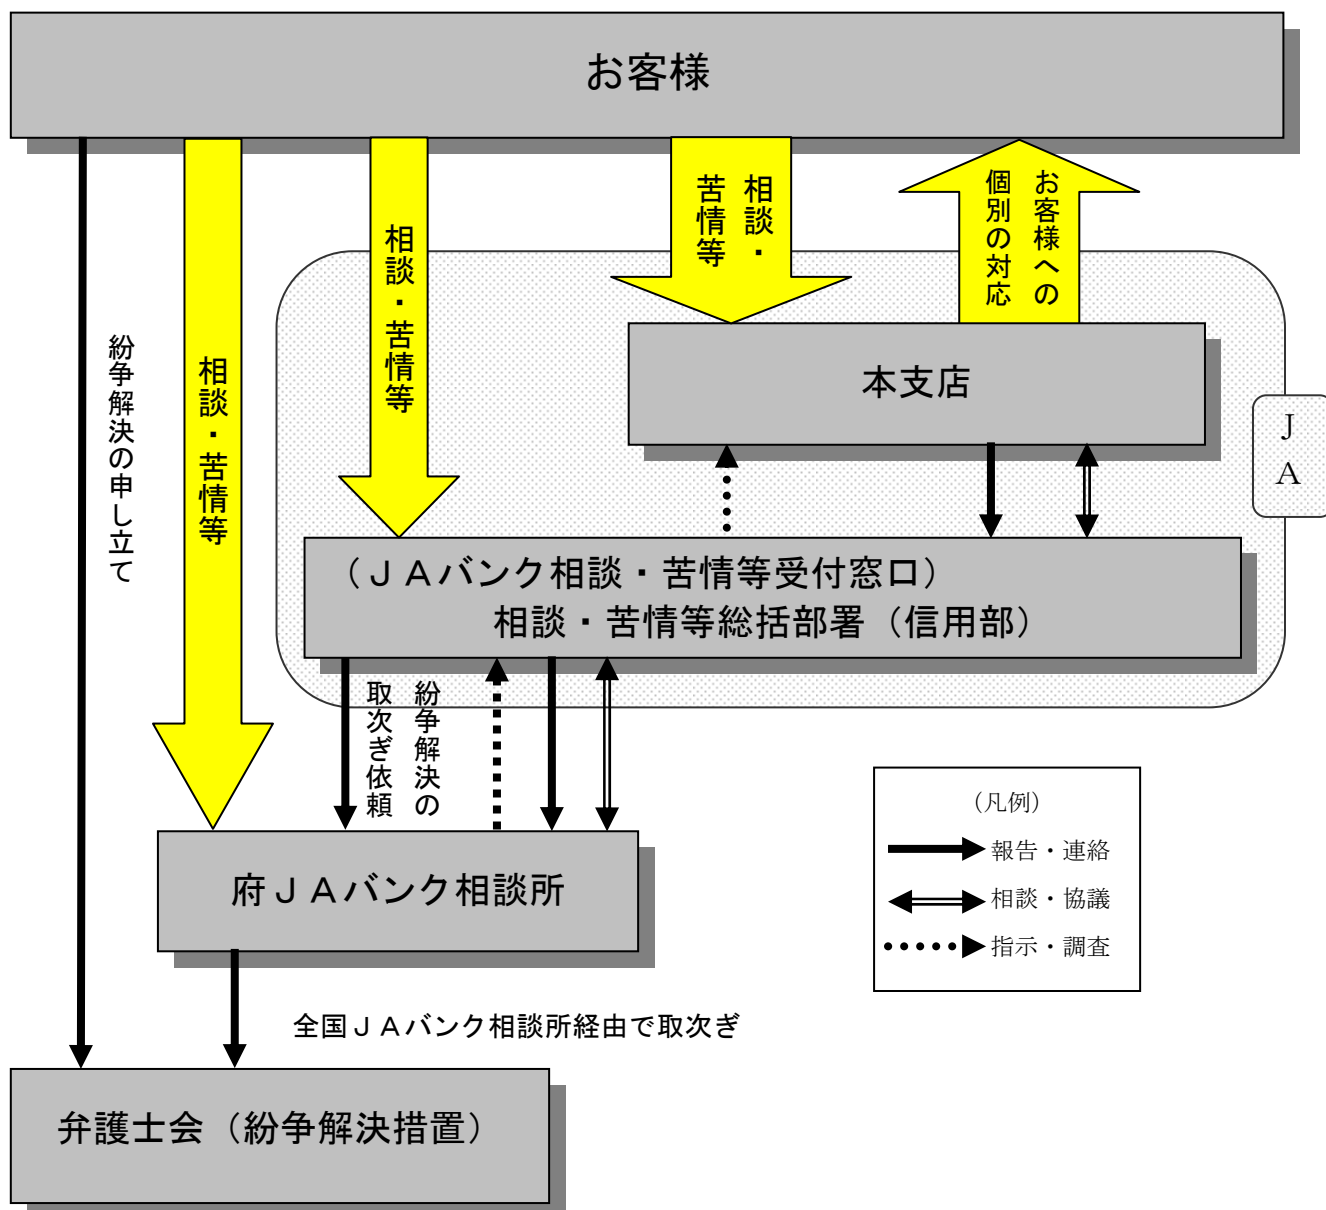 お客様
紛争解決の申し立て
相談・苦情等
相談・苦情等
相談・
苦情等
お客様への
個別の対応
本支店
ＪＡ
（ＪＡバンク相談・苦情等受付窓口）
相談・苦情等総括部署（信用部）
紛争解決の
取次ぎ依頼
府ＪＡバンク相談所
（凡例）
報告・連絡
相談・協議
指示・調査
全国ＪＡバンク相談所経由で取次ぎ
弁護士会（紛争解決措置）